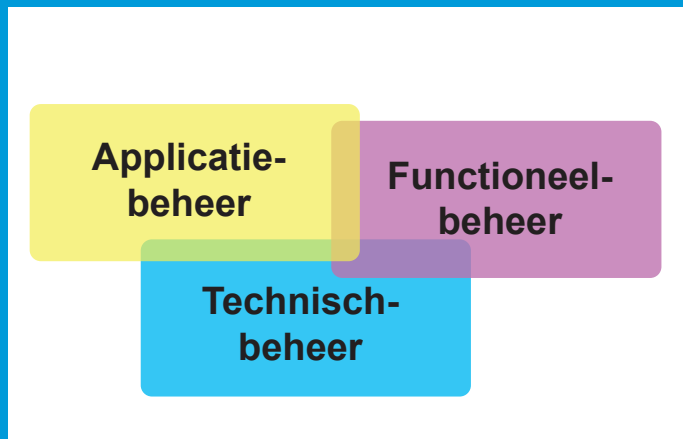 Applicatie-
beheer
Functioneel-
beheer
Technisch-
beheer